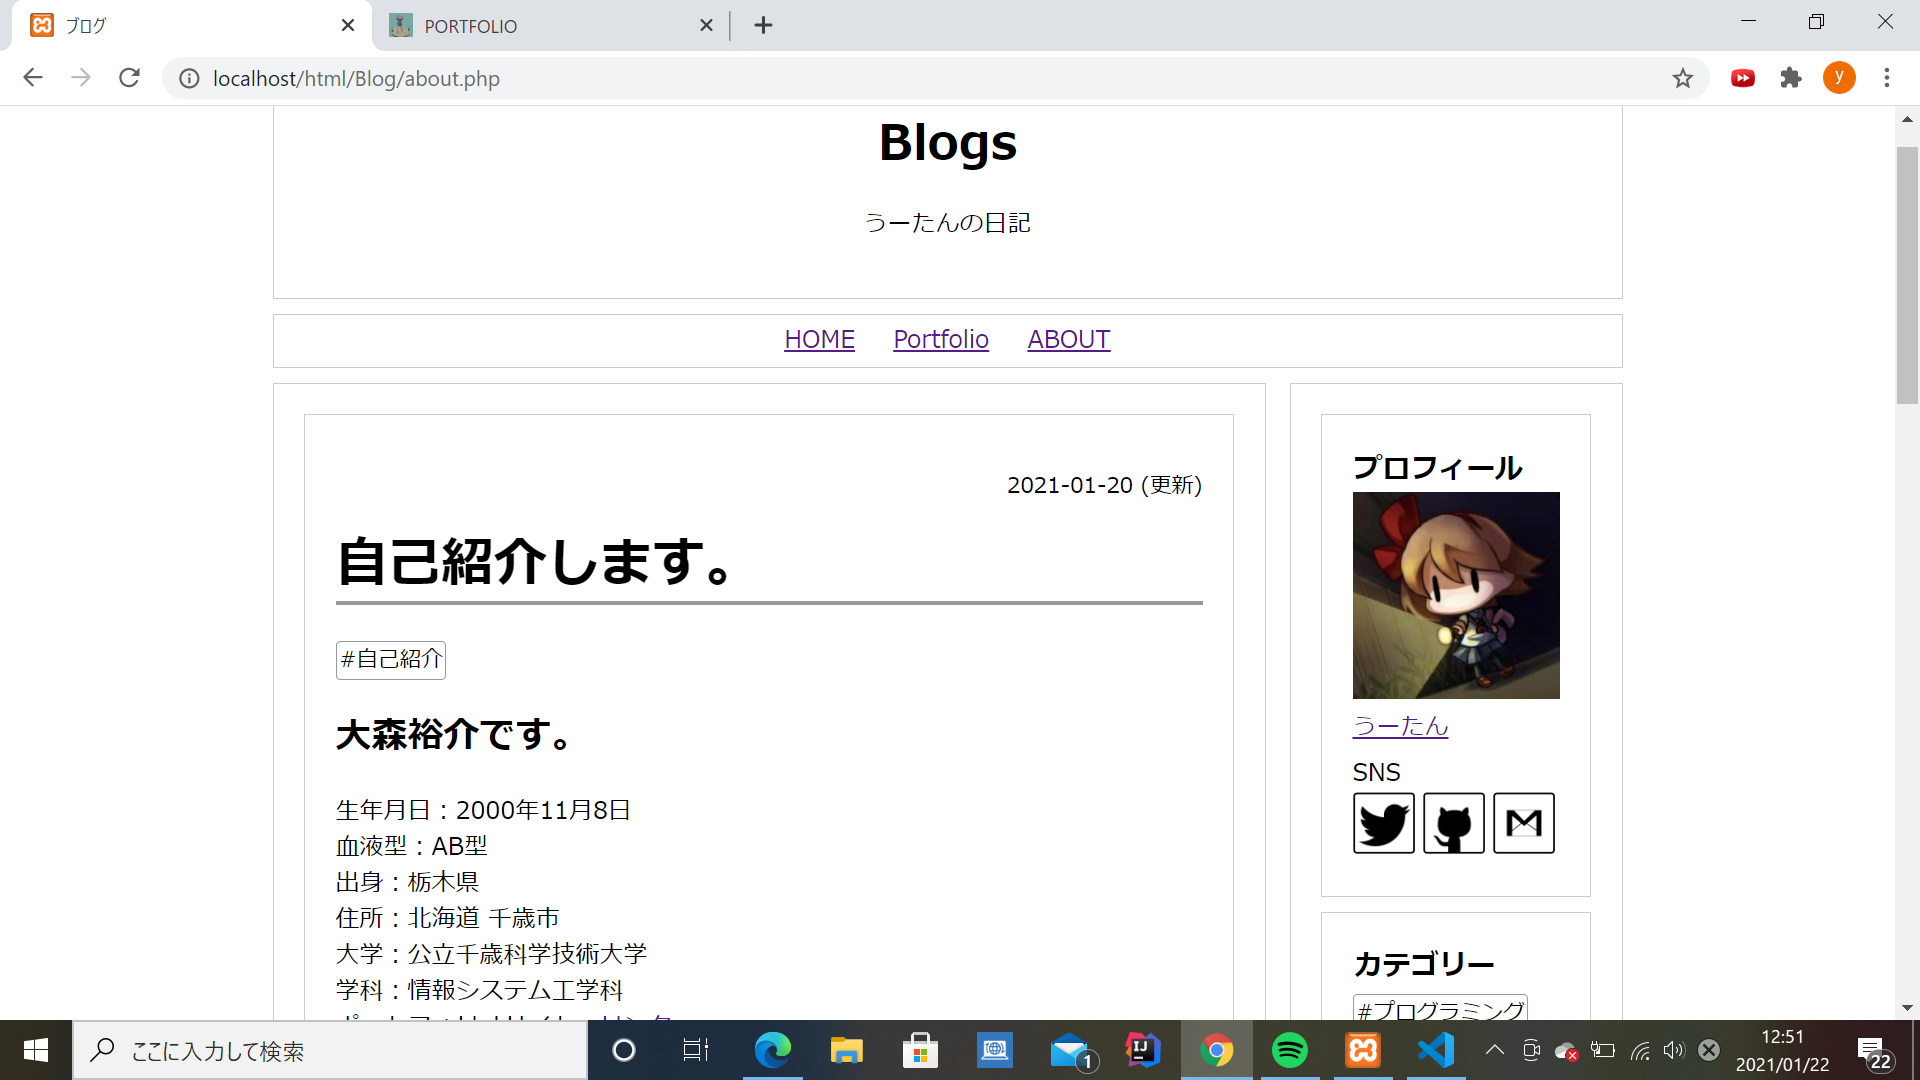 ブログ
PORTFOLIO
localhost/html/Blog/about.php
y
Blogs
うーたんの日記
HOME Portfolio ABOUT
2021-01-20 (更新)
自己紹介します。
#自己紹介
大森裕介です。
生年月日：2000年11月8日
血液型：AB型
出身：栃木県
住所：北海道 千歳市
大学：公立千歳科学技術大学
学科：情報システム工学科
プロフィール
うーたん
SNS
カテゴリー
#プログラミング
ここに入力して検索
1
IJ
12:51
2021/01/22
22